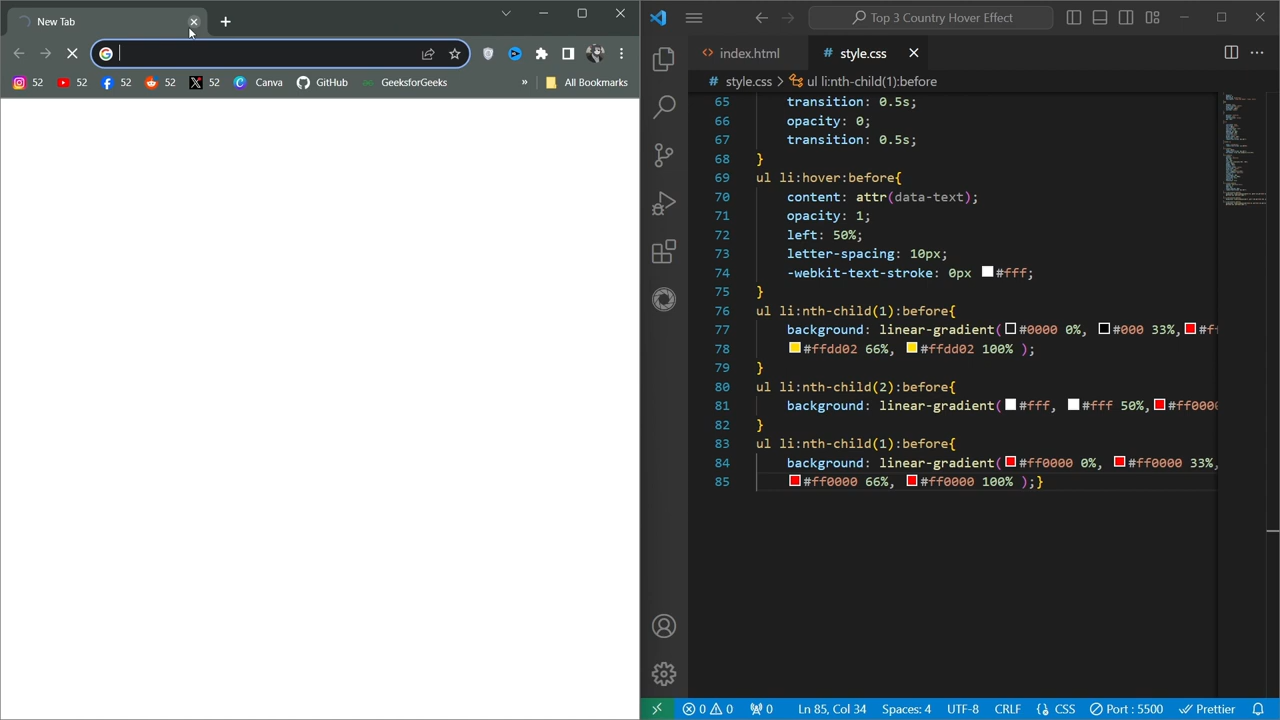 New Tab
52
52
52
52
52
Canva
GitHub
GeeksforGeeks
»
All Bookmarks
Top 3 Country Hover Effect
index.html
# style.css
# style.css > ul li:nth-child(1):before
65 transition: 0.5s;
66 opacity: 0;
67 transition: 0.5s;
68 }
69 ul li:hover:before{
70 content: attr(data-text);
71 opacity: 1;
72 left: 50%;
73 letter-spacing: 10px;
74 -webkit-text-stroke: 0px #fff;
75 }
76 ul li:nth-child(1):before{
77 background: linear-gradient(#0000 0%, #000 33%,#ff
78 #ffdd02 66%, #ffdd02 100% );
79 }
80 ul li:nth-child(2):before{
81 background: linear-gradient(#fff, #fff 50%,#ff0000
82 }
83 ul li:nth-child(1):before{
84 background: linear-gradient(#ff0000 0%, #ff0000 33%,
85 #ff0000 66%, #ff0000 100% );}
0 0 0 Ln 85, Col 34 Spaces: 4 UTF-8 CRLF {} CSS Port : 5500 Prettier